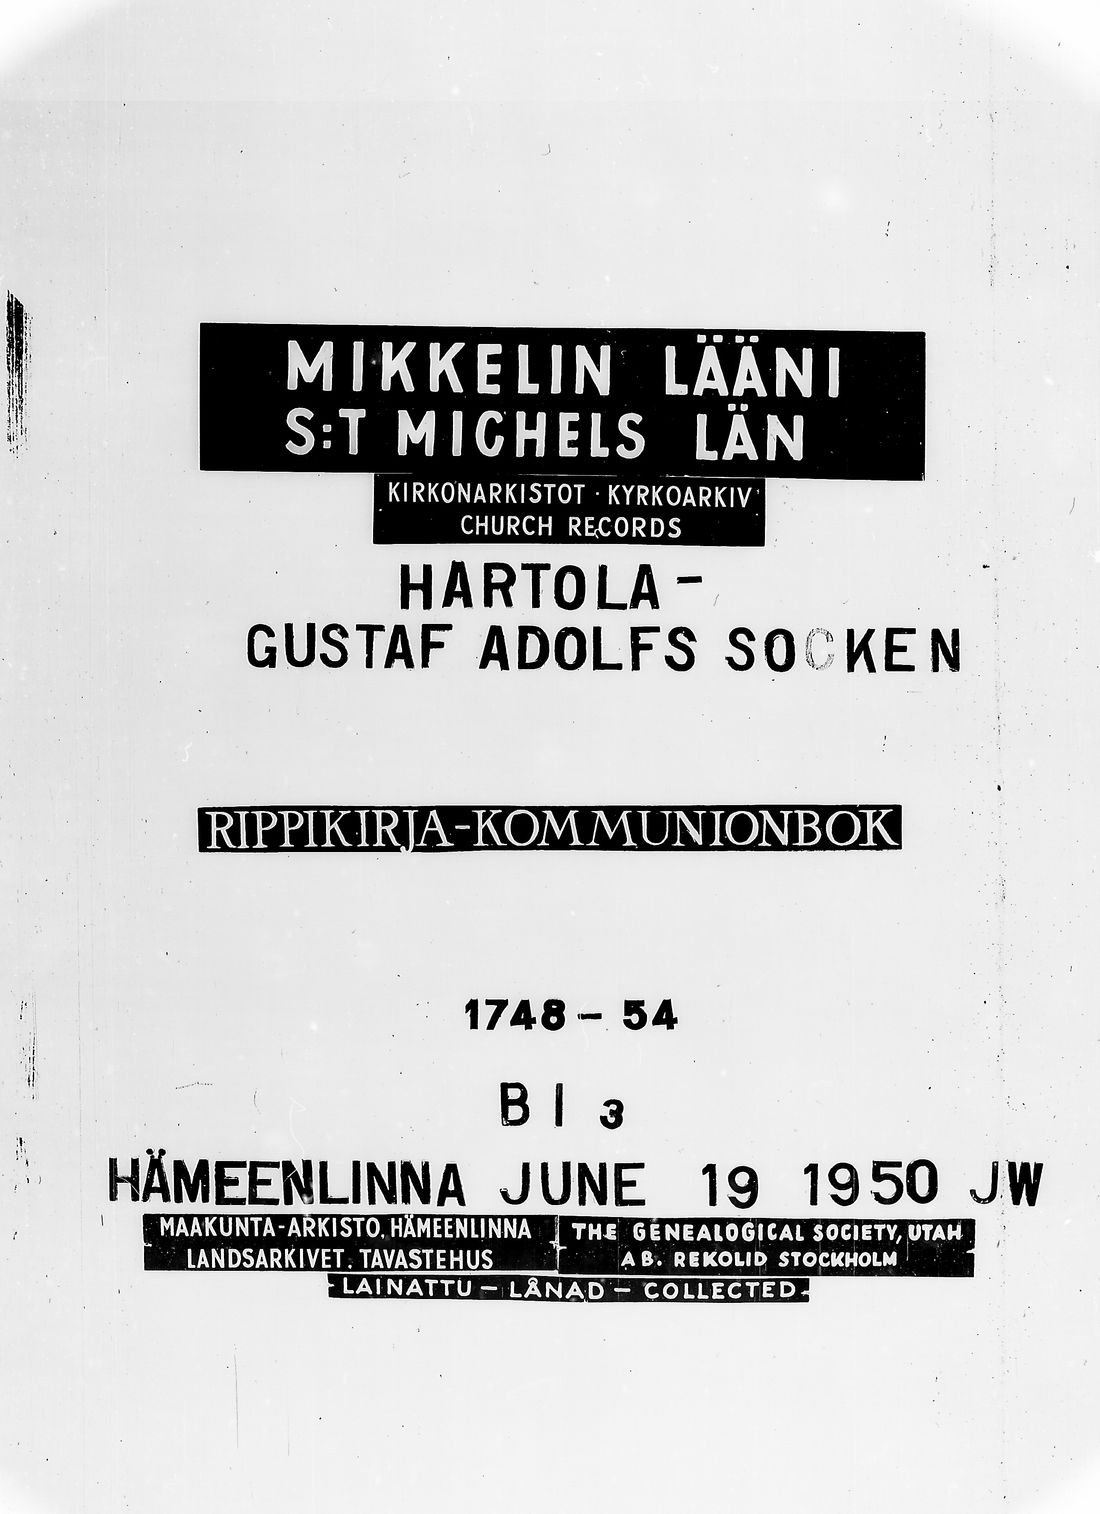 MIKKELIN LÄÄNI
S:T MICHELS LÄN
KIRKONARKISTOT · KYRKOARKIV
CHURCH RECORDS
HARTOLA -
GUSTAF ADOLFS SOCKEN
RIPPIKIRJA-KOMMUNIONBOK
1748 - 54
B I 3
HÄMEENLINNA JUNE 19 1950 JW
MAAKUNTA-ARKISTO, HÄMEENLINNA
LANDSARKIVET, TAVASTEHUS
THE GENEALOGICAL SOCIETY, UTAH
AB. REKOLID STOCKHOLM
LAINATTU - LÅNAD - COLLECTED